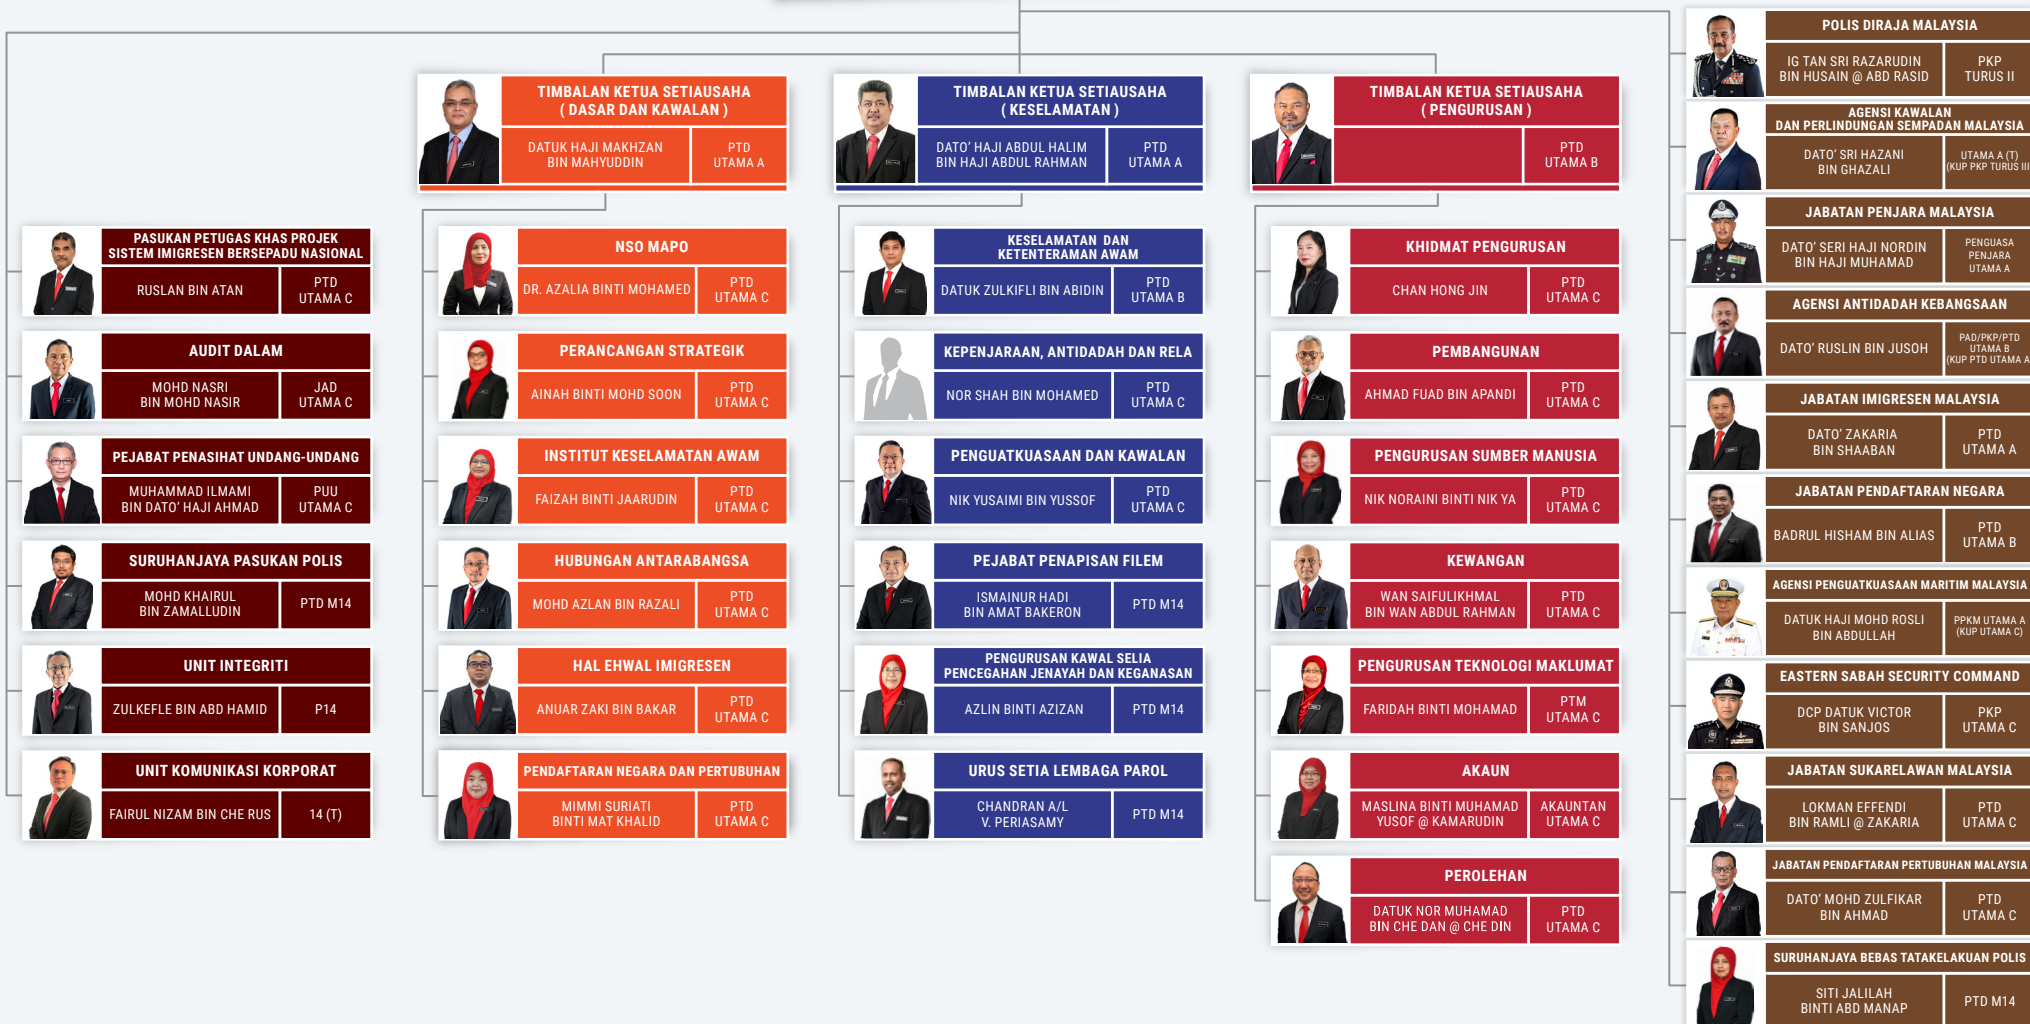 TIMBALAN KETUA SETIAUSAHA
( DASAR DAN KAWALAN )
DATUK HAJI MAKHZAN
BIN MAHYUDDIN
PTD
UTAMA A
TIMBALAN KETUA SETIAUSAHA
( KESELAMATAN )
DATO' HAJI ABDUL HALIM
BIN HAJI ABDUL RAHMAN
PTD
UTAMA A
TIMBALAN KETUA SETIAUSAHA
( PENGURUSAN )
PTD
UTAMA B
PASUKAN PETUGAS KHAS PROJEK
SISTEM IMIGRESEN BERSEPADU NASIONAL
RUSLAN BIN ATAN
PTD
UTAMA C
AUDIT DALAM
MOHD NASRI
BIN MOHD NASIR
JAD
UTAMA C
PEJABAT PENASIHAT UNDANG-UNDANG
MUHAMMAD ILMAMI
BIN DATO' HAJI AHMAD
PUU
UTAMA C
SURUHANJAYA PASUKAN POLIS
MOHD KHAIRUL
BIN ZAMALLUDIN
PTD M14
UNIT INTEGRITI
ZULKEFLE BIN ABD HAMID
P14
UNIT KOMUNIKASI KORPORAT
FAIRUL NIZAM BIN CHE RUS
14 (T)
NSO MAPO
DR. AZALIA BINTI MOHAMED
PTD
UTAMA C
PERANCANGAN STRATEGIK
AINAH BINTI MOHD SOON
PTD
UTAMA C
INSTITUT KESELAMATAN AWAM
FAIZAH BINTI JAARUDIN
PTD
UTAMA C
HUBUNGAN ANTARABANGSA
MOHD AZLAN BIN RAZALI
PTD
UTAMA C
HAL EHWAL IMIGRESEN
ANUAR ZAKI BIN BAKAR
PTD
UTAMA C
PENDAFTARAN NEGARA DAN PERTUBUHAN
MIMMI SURIATI
BINTI MAT KHALID
PTD
UTAMA C
KESELAMATAN DAN
KETENTERAMAN AWAM
DATUK ZULKIFLI BIN ABIDIN
PTD
UTAMA B
KEPENJARAAN, ANTIDADAH DAN RELA
NOR SHAH BIN MOHAMED
PTD
UTAMA C
PENGUATKUASAAN DAN KAWALAN
NIK YUSAIMI BIN YUSSOF
PTD
UTAMA C
PEJABAT PENAPISAN FILEM
ISMAINUR HADI
BIN AMAT BAKERON
PTD M14
PENGURUSAN KAWAL SELIA
PENCEGAHAN JENAYAH DAN KEGANASAN
AZLIN BINTI AZIZAN
PTD M14
URUS SETIA LEMBAGA PAROL
CHANDRAN A/L
V. PERIASAMY
PTD M14
KHIDMAT PENGURUSAN
CHAN HONG JIN
PTD
UTAMA C
PEMBANGUNAN
AHMAD FUAD BIN APANDI
PTD
UTAMA C
PENGURUSAN SUMBER MANUSIA
NIK NORAINI BINTI NIK YA
PTD
UTAMA C
KEWANGAN
WAN SAIFULIKHMAL
BIN WAN ABDUL RAHMAN
PTD
UTAMA C
PENGURUSAN TEKNOLOGI MAKLUMAT
FARIDAH BINTI MOHAMAD
PTM
UTAMA C
AKAUN
MASLINA BINTI MUHAMAD
YUSOF @ KAMARUDIN
AKAUNTAN
UTAMA C
PEROLEHAN
DATUK NOR MUHAMAD
BIN CHE DAN @ CHE DIN
PTD
UTAMA C
POLIS DIRAJA MALAYSIA
IG TAN SRI RAZARUDIN
BIN HUSAIN @ ABD RASID
PKP
TURUS II
AGENSI KAWALAN
DAN PERLINDUNGAN SEMPADAN MALAYSIA
DATO' SRI HAZANI
BIN GHAZALI
UTAMA A (T)
(KUP PKP TURUS III
JABATAN PENJARA MALAYSIA
DATO' SERI HAJI NORDIN
BIN HAJI MUHAMAD
PENGUASA
PENJARA
UTAMA A
AGENSI ANTIDADAH KEBANGSAAN
DATO' RUSLIN BIN JUSOH
PAD/PKP/PTD
UTAMA B
(KUP PTD UTAMA A
JABATAN IMIGRESEN MALAYSIA
DATO' ZAKARIA
BIN SHAABAN
PTD
UTAMA A
JABATAN PENDAFTARAN NEGARA
BADRUL HISHAM BIN ALIAS
PTD
UTAMA B
AGENSI PENGUATKUASAAN MARITIM MALAYSIA
DATUK HAJI MOHD ROSLI
BIN ABDULLAH
PPKM UTAMA A
(KUP UTAMA C)
EASTERN SABAH SECURITY COMMAND
DCP DATUK VICTOR
BIN SANJOS
PKP
UTAMA C
JABATAN SUKARELAWAN MALAYSIA
LOKMAN EFFENDI
BIN RAMLI @ ZAKARIA
PTD
UTAMA C
JABATAN PENDAFTARAN PERTUBUHAN MALAYSIA
DATO' MOHD ZULFIKAR
BIN AHMAD
PTD
UTAMA C
SURUHANJAYA BEBAS TATAKELAKUAN POLIS
SITI JALILAH
BINTI ABD MANAP
PTD M14